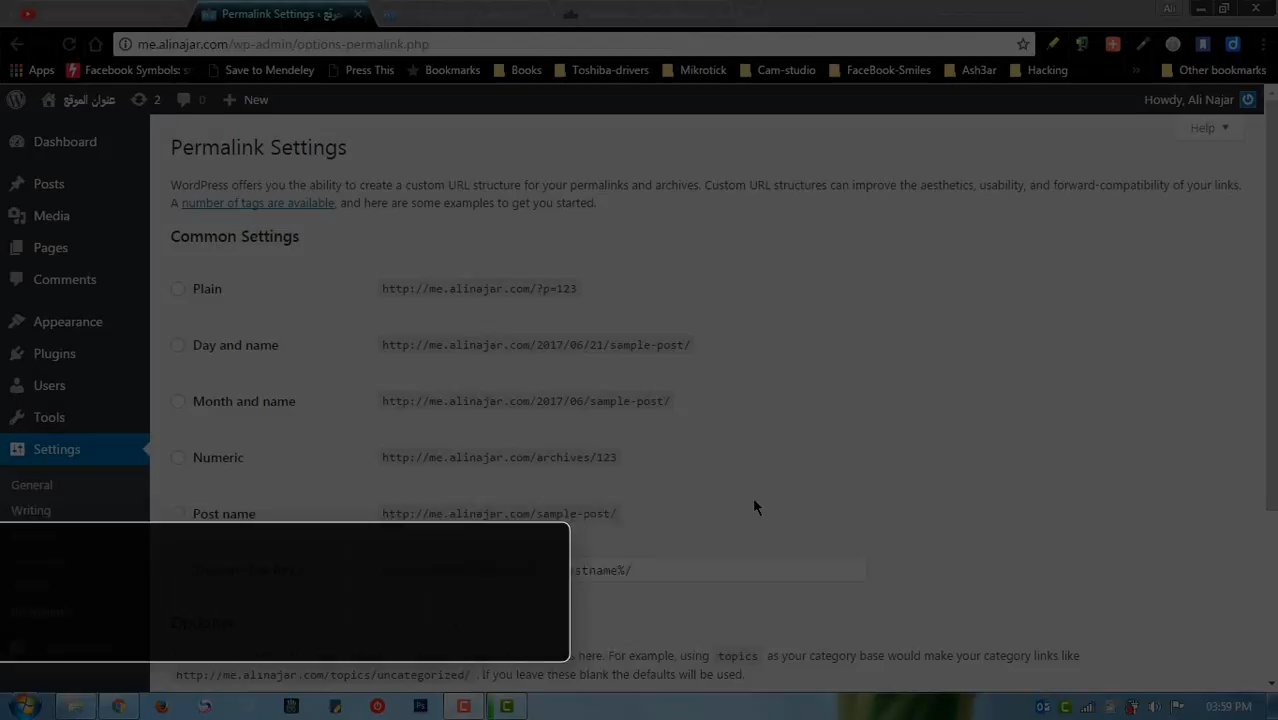 Permalink Settings ‹ موقع
Ali
me.alinajar.com/wp-admin/options-permalink.php
Apps Facebook Symbols: Save to Mendeley Press This Bookmarks Books Toshiba-drivers Mikrotick Cam-studio FaceBook-Smiles Ash3ar Hacking » Other bookmarks
عنوان الموقع 2 0 New Howdy, Ali Najar
Help
Dashboard
Posts
Media
Pages
Comments
Appearance
Plugins
Users
Tools
Settings
General
Writing
Permalink Settings
WordPress offers you the ability to create a custom URL structure for your permalinks and archives. Custom URL structures can improve the aesthetics, usability, and forward-compatibility of your links.
A number of tags are available, and here are some examples to get you started.
Common Settings
Plain http://me.alinajar.com/?p=123
Day and name http://me.alinajar.com/2017/06/21/sample-post/
Month and name http://me.alinajar.com/2017/06/sample-post/
Numeric http://me.alinajar.com/archives/123
Post name http://me.alinajar.com/sample-post/
stname%/
Optional
here. For example, using topics as your category base would make your category links like
http://me.alinajar.com/topics/uncategorized/ . If you leave these blank the defaults will be used.
03:59 PM